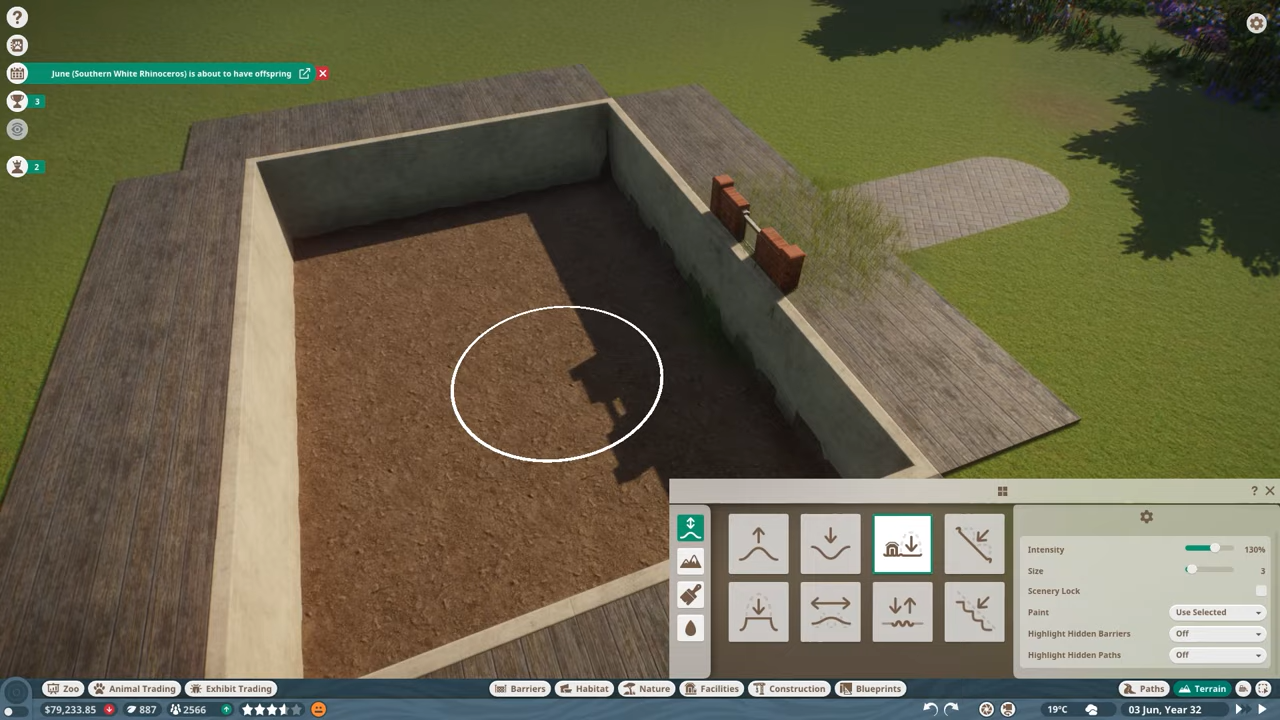 ?
June (Southern White Rhinoceros) is about to have offspring
3
2
?
Intensity 130%
Size 3
Scenery Lock
Paint Use Selected
Highlight Hidden Barriers Off
Highlight Hidden Paths Off
Zoo Animal Trading Exhibit Trading Barriers Habitat Nature Facilities Construction Blueprints Paths Terrain
$79,233.85 887 2566 19°C 03 Jun, Year 32